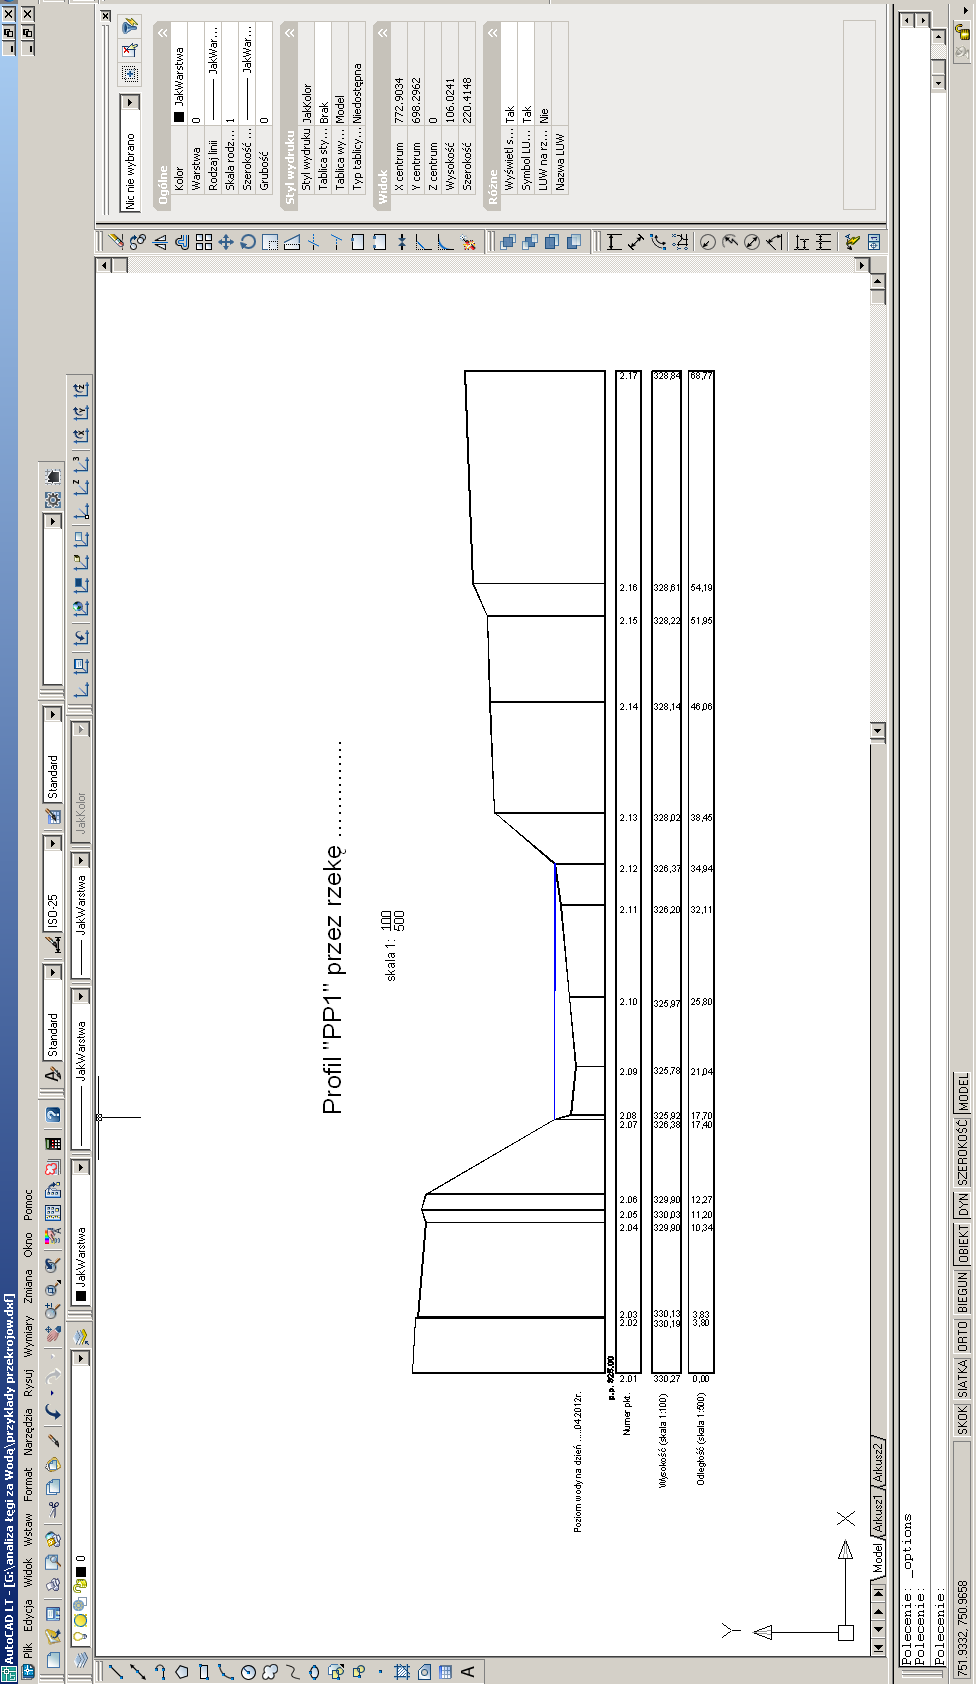 AutoCAD LT - [G:\analiza Łęgi za Wodą\przyklady przekrojow.dxf]
Plik Edycja Widok Wstaw Format Narzędzia Rysuj Wymiary Zmiana Okno Pomoc
Standard ISO-25 Standard
0 JakWarstwa JakWarstwa JakWarstwa JakKolor
Nic nie wybrano
Ogólne
Kolor JakWarstwa
Warstwa 0
Rodzaj linii JakWar...
Skala rodz... 1
Szerokość ... JakWar...
Grubość 0
Styl wydruku
Styl wydruku JakKolor
Tablica sty... Brak
Tablica wy... Model
Typ tablicy... Niedostępna
Widok
X centrum 772.9034
Y centrum 698.2962
Z centrum 0
Wysokość 106.0241
Szerokość 220.4148
Różne
Wyświetl s... Tak
Symbol LU... Tak
LUW na rz... Nie
Nazwa LUW
Profil "PP1" przez rzekę ............
skala 1: 100
500
Poziom wody na dzień ....04.2012r.
p.p. 325.00
Numer pkt. 2.01 2.02 2.03 2.04 2.05 2.06 2.07 2.08 2.09 2.10 2.11 2.12 2.13 2.14 2.15 2.16 2.17
Wysokość (skala 1:100) 330,27 330,19 330,13 329,90 330,03 329,90 326,38 325,92 325,78 325,97 326,20 326,37 328,02 328,14 328,22 328,61 328,84
Odległość (skala 1:500) 0,00 3,80 3,83 10,34 11,20 12,27 17,40 17,70 21,04 25,80 32,11 34,94 38,45 46,06 51,95 54,19 68,77
Y
X
Model Arkusz1 Arkusz2
Polecenie: _options
Polecenie:
Polecenie:
751.9332, 750.9658 SKOK SIATKA ORTO BIEGUN OBIEKT DYN SZEROKOŚĆ MODEL